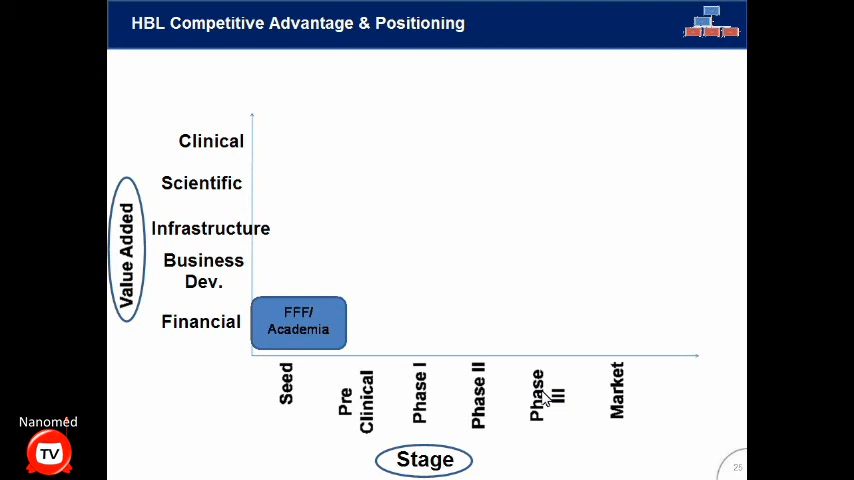 HBL Competitive Advantage & Positioning
Clinical
Scientific
Infrastructure
Business
Dev.
Financial
Value Added
FFF/
Academia
Seed
Pre
Clinical
Phase I
Phase II
Phase
III
Market
Stage
Nanomed
TV
25